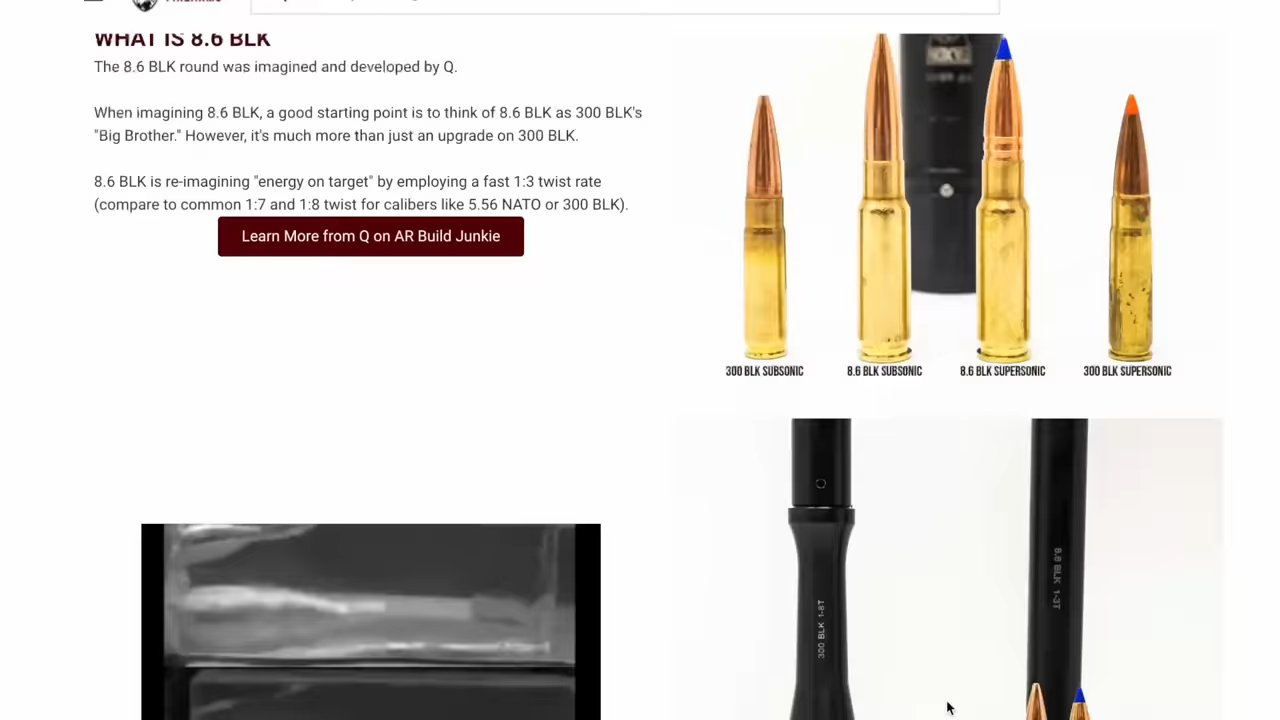 WHAT IS 8.6 BLK
The 8.6 BLK round was imagined and developed by Q.
When imagining 8.6 BLK, a good starting point is to think of 8.6 BLK as 300 BLK's
"Big Brother." However, it's much more than just an upgrade on 300 BLK.
8.6 BLK is re-imagining "energy on target" by employing a fast 1:3 twist rate
(compare to common 1:7 and 1:8 twist for calibers like 5.56 NATO or 300 BLK).
Learn More from Q on AR Build Junkie
300 BLK SUBSONIC
8.6 BLK SUBSONIC
8.6 BLK SUPERSONIC
300 BLK SUPERSONIC
300 BLK 1-8T
8.6 BLK 1-3T